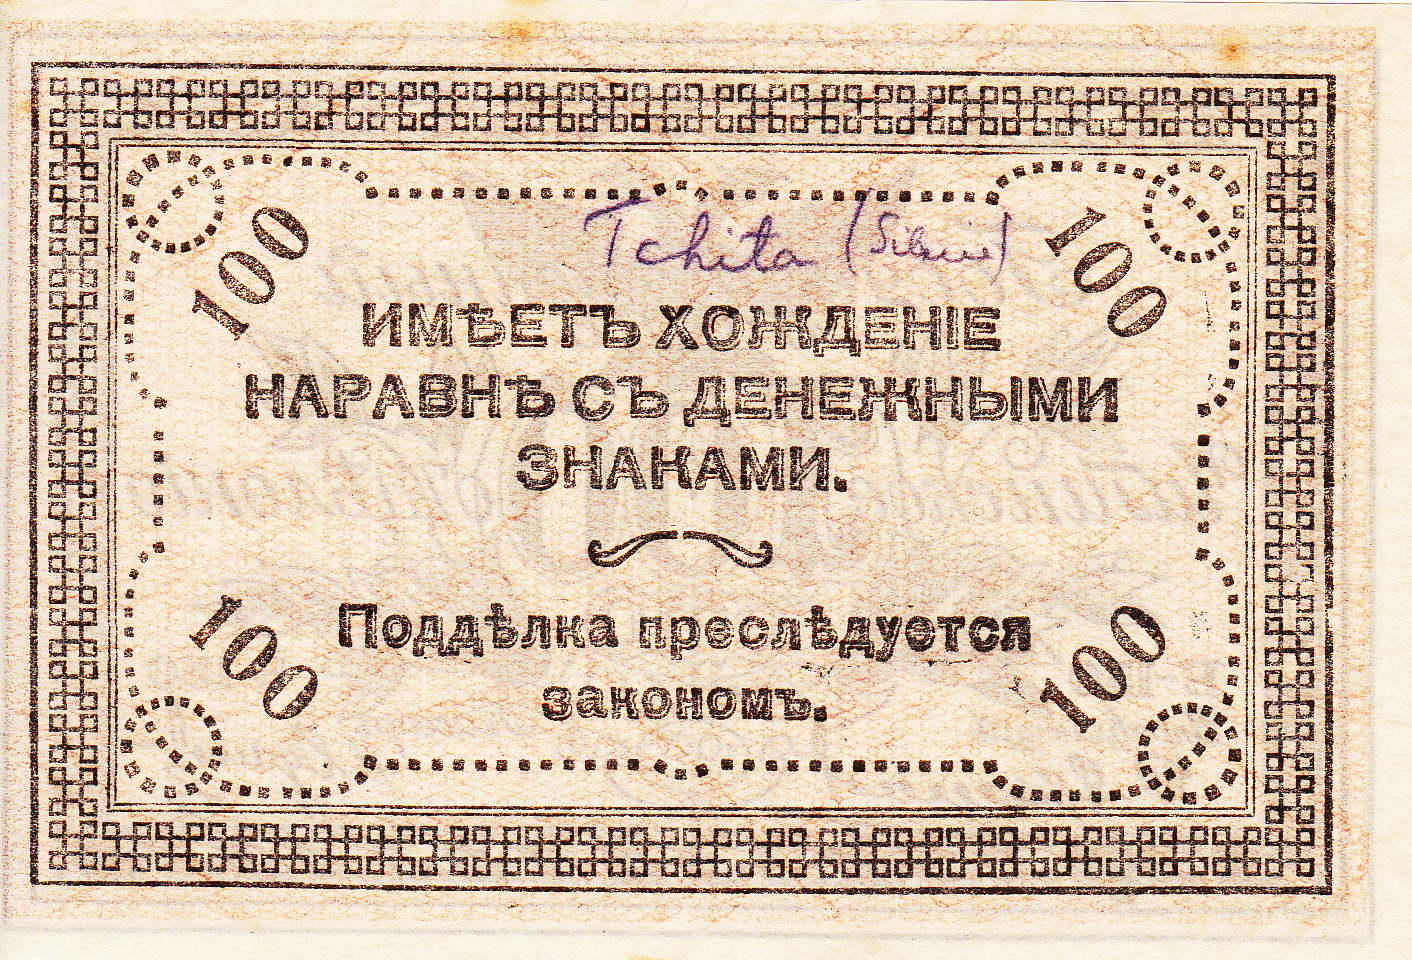 100
100
Tchita (Sibérie)
ИМѢЕТЪ ХОЖДЕНІЕ
НАРАВНѢ СЪ ДЕНЕЖНЫМИ
ЗНАКАМИ.
Поддѣлка преслѣдуется
закономъ.
100
100